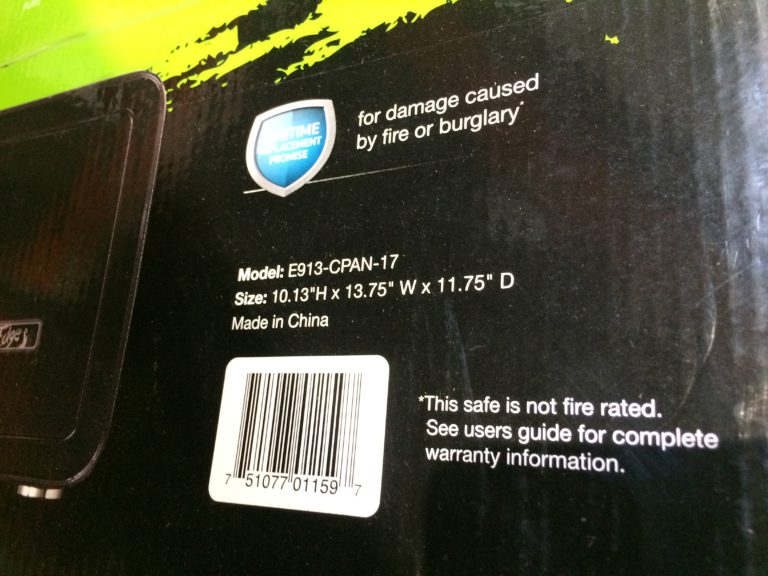 LIFETIME
REPLACEMENT
PROMISE
for damage caused
by fire or burglary*
Model: E913-CPAN-17
Size: 10.13"H x 13.75" W x 11.75" D
Made in China
Edge
7 51077 01159 7
*This safe is not fire rated.
See users guide for complete
warranty information.